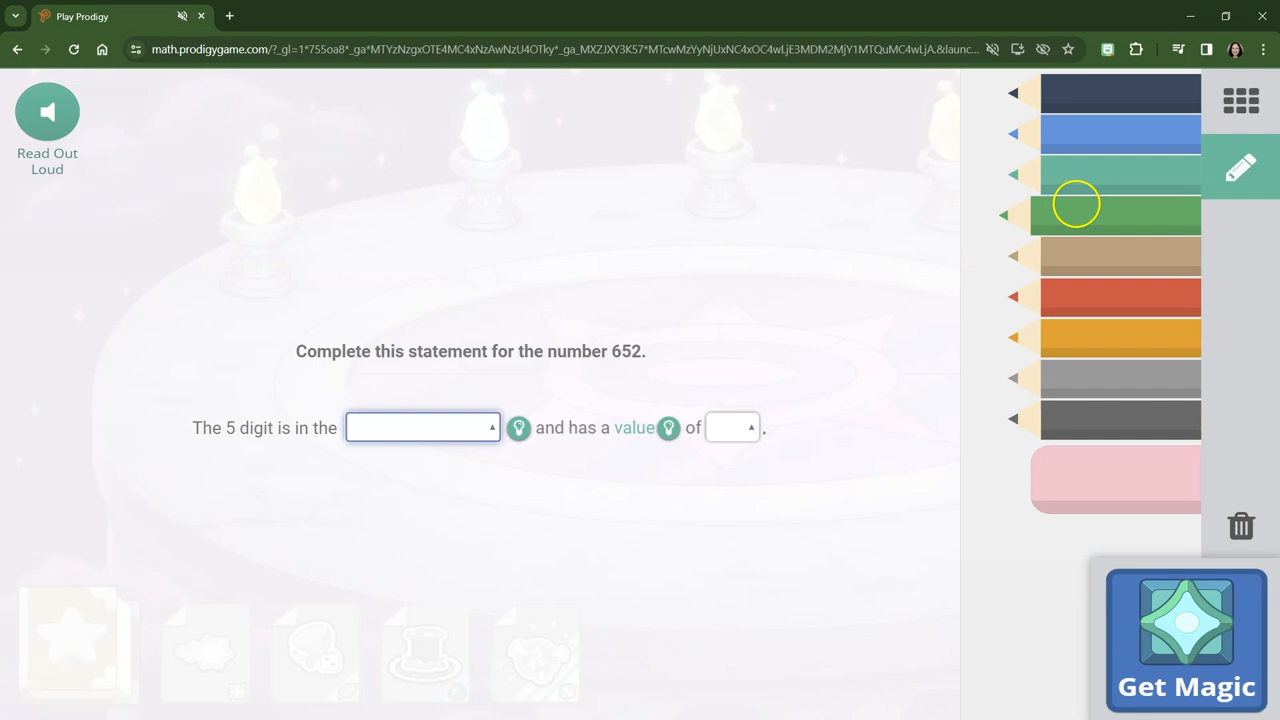 Play Prodigy
math.prodigygame.com/?_gl=1*755oa8*_ga*MTYzNzgxOTE4MC4xNzAwNzU4OTky*_ga_MXZJXY3K57*MTcwMzYyNjUxNC4xOC4wLjE3MDM2MjY1MTQuMC4wLjA.&launc...
Read Out
Loud
Complete this statement for the number 652.
The 5 digit is in the and has a value of .
Get Magic